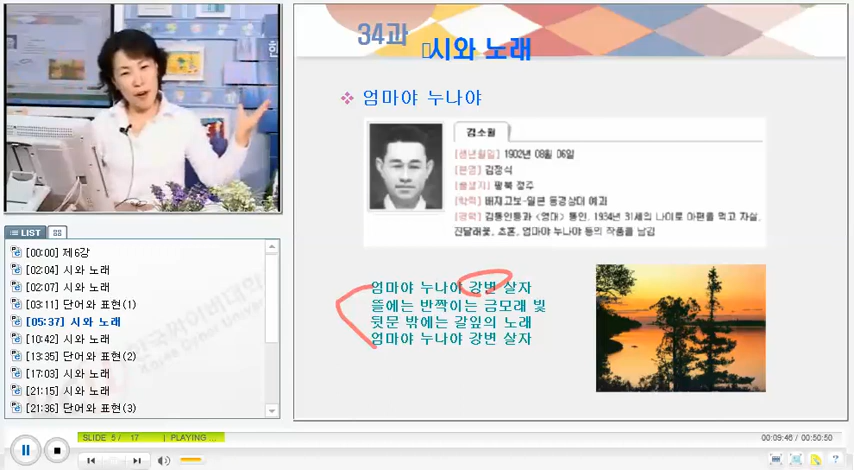 34과
시와 노래
엄마야 누나야
김소월
[생년월일] 1902년 08월 06일
[본명] 김정식
[출생지] 평북 정주
[학력] 배재고보-일본 동경상대 예과
[경력] 김동인등과 <영대> 동인. 1934년 31세의 나이로 아편을 먹고 자살.
진달래꽃, 초혼, 엄마야 누나야 등의 작품을 남김
엄마야 누나야 강변 살자
뜰에는 반짝이는 금모래 빛
뒷문 밖에는 갈잎의 노래
엄마야 누나야 강변 살자
LIST
[00:00] 제6강
[02:04] 시와 노래
[02:07] 시와 노래
[03:11] 단어와 표현(1)
[05:37] 시와 노래
[10:42] 시와 노래
[13:35] 단어와 표현(2)
[17:03] 시와 노래
[21:15] 시와 노래
[21:36] 단어와 표현(3)
SLIDE 5 / 17 | PLAYING ...
00:09:46 / 00:50:50